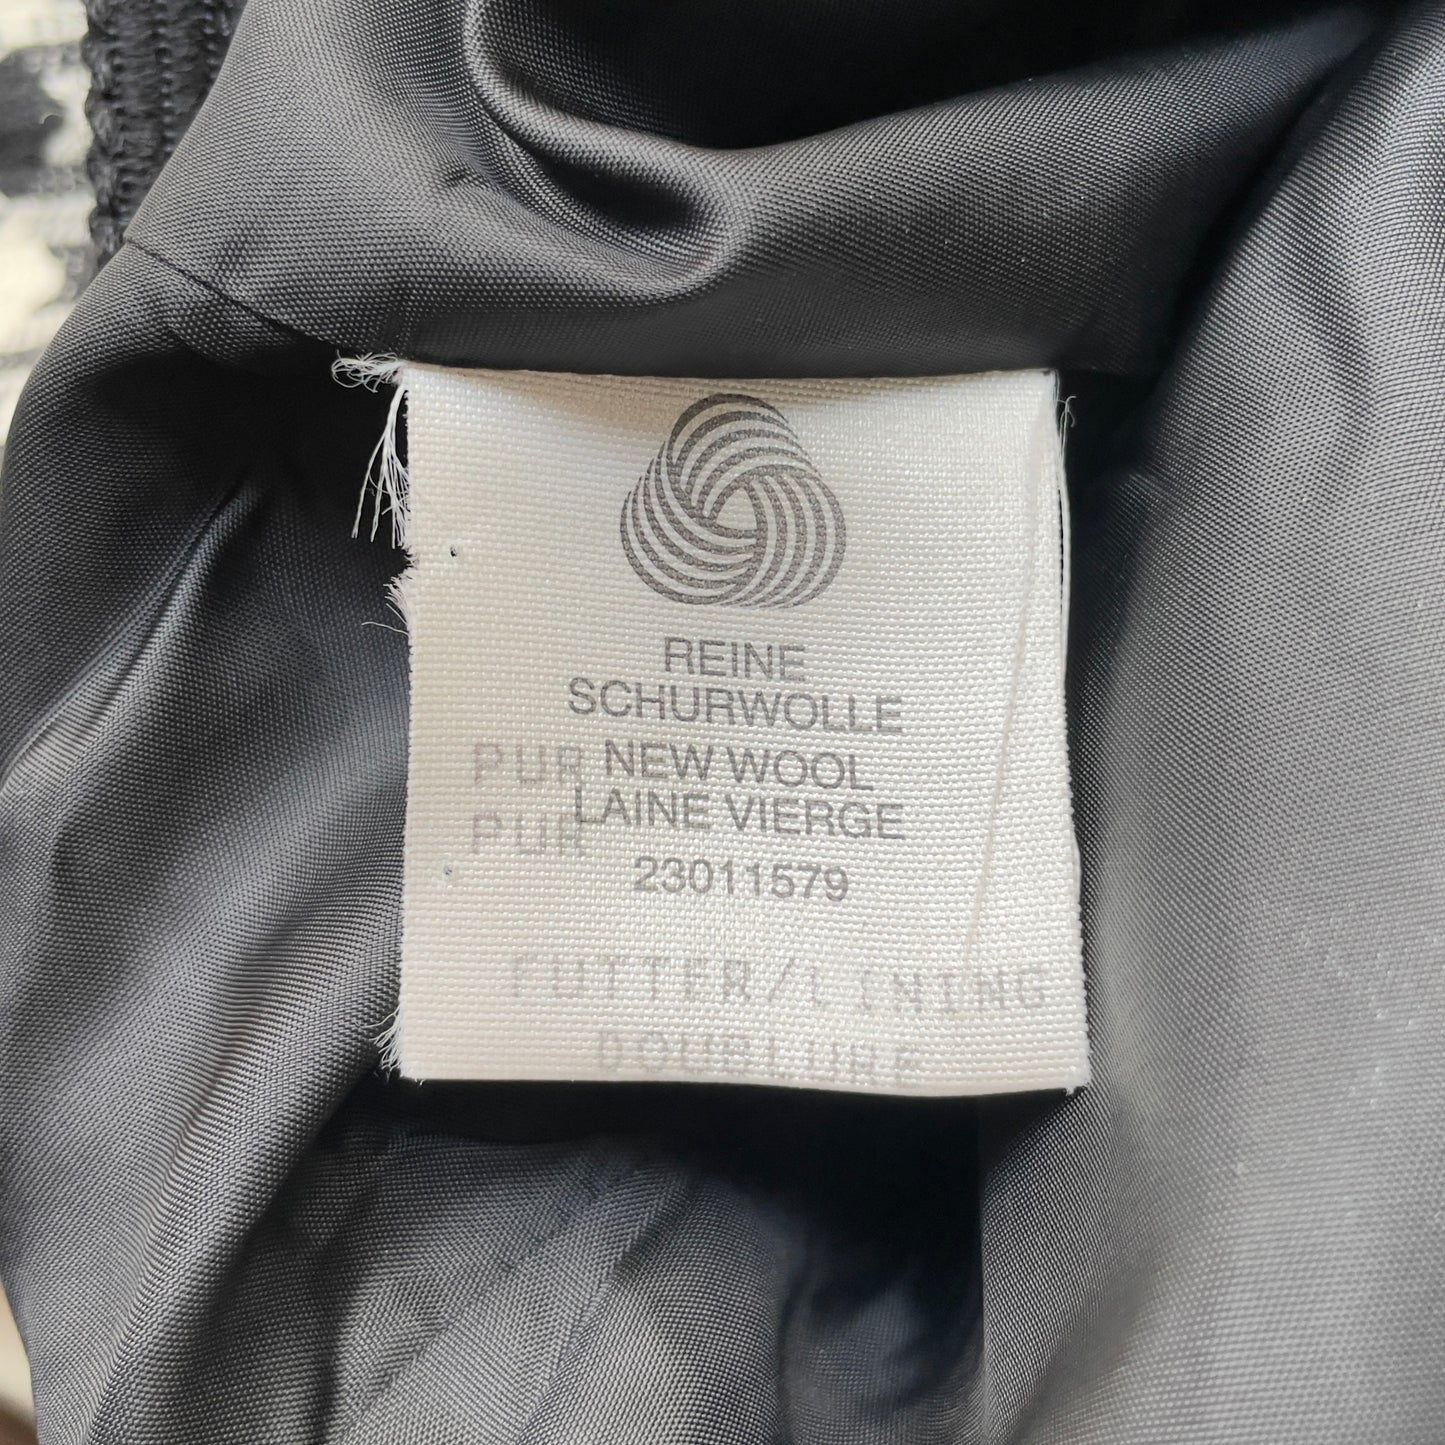 REINE
SCHURWOLLE
PUR NEW WOOL
PUR LAINE VIERGE
23011579
FUTTER/LINING
DOUBLURE